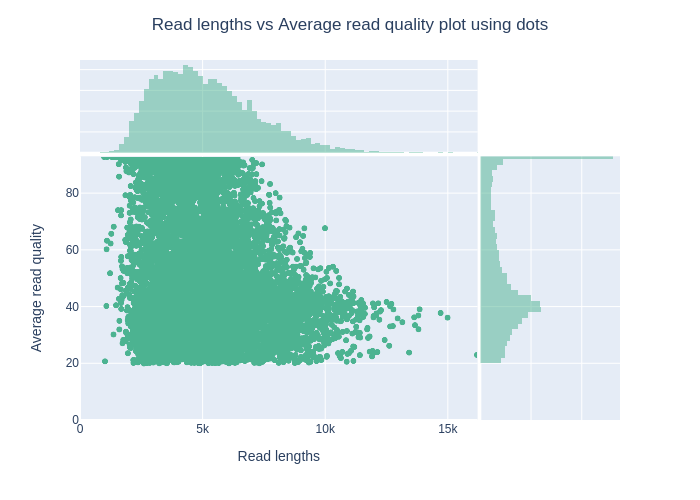 Read lengths vs Average read quality plot using dots
80
60
40
20
0
Average read quality
0
5k
10k
15k
Read lengths